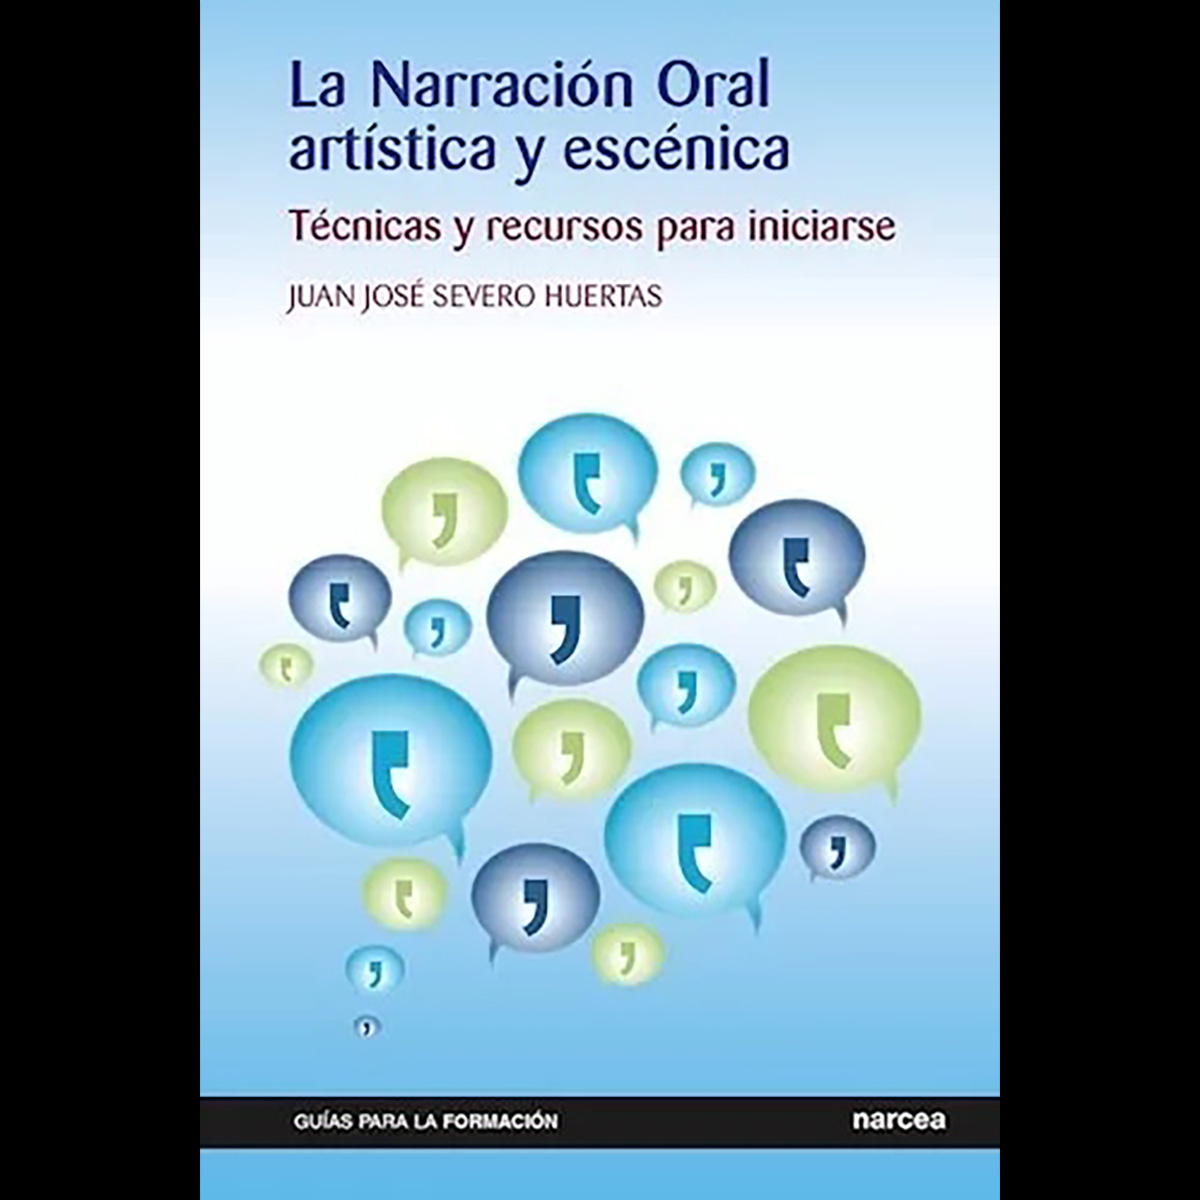 La Narración Oral
artística y escénica
Técnicas y recursos para iniciarse
JUAN JOSÉ SEVERO HUERTAS
GUÍAS PARA LA FORMACIÓN
narcea